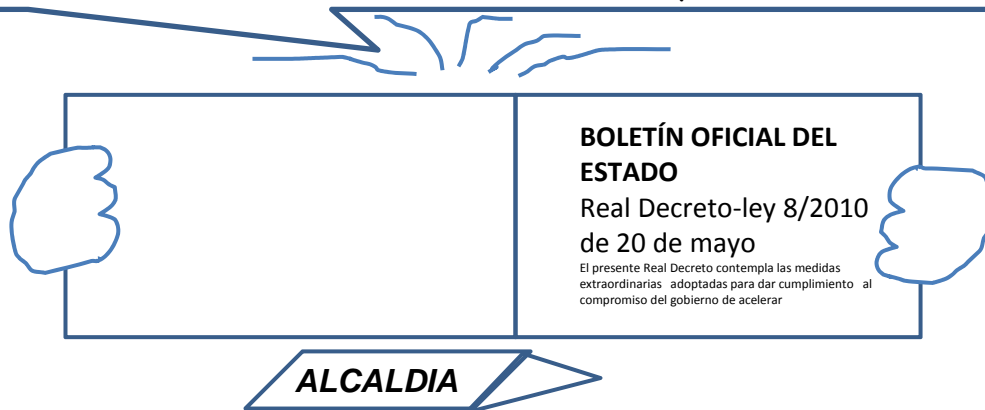 BOLETÍN OFICIAL DEL
ESTADO
Real Decreto-ley 8/2010
de 20 de mayo
El presente Real Decreto contempla las medidas
extraordinarias adoptadas para dar cumplimiento al
compromiso del gobierno de acelerar
ALCALDIA